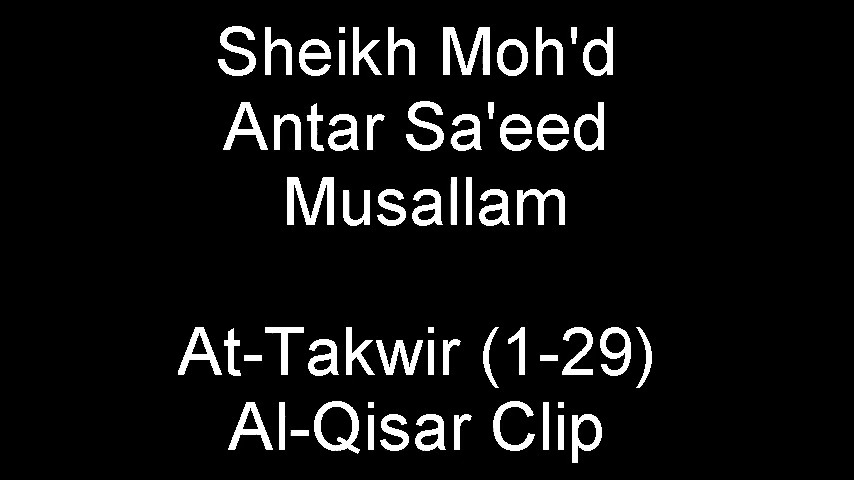 Sheikh Moh'd
Antar Sa'eed
Musallam
At-Takwir (1-29)
Al-Qisar Clip